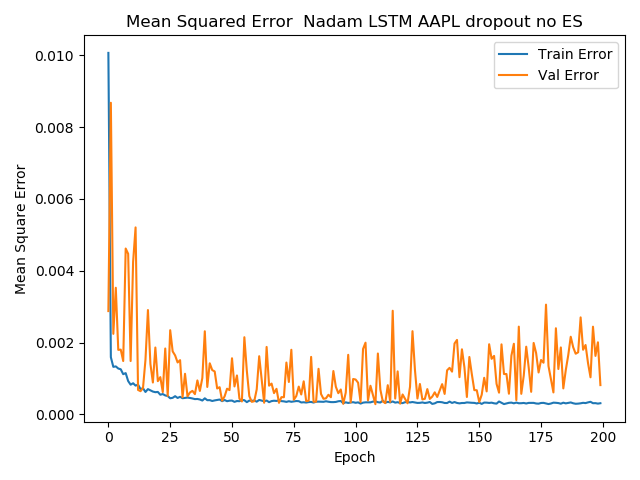 Mean Squared Error  Nadam LSTM AAPL dropout no ES
Train Error
Val Error
Mean Square Error
0.010
0.008
0.006
0.004
0.002
0.000
0 25 50 75 100 125 150 175 200
Epoch